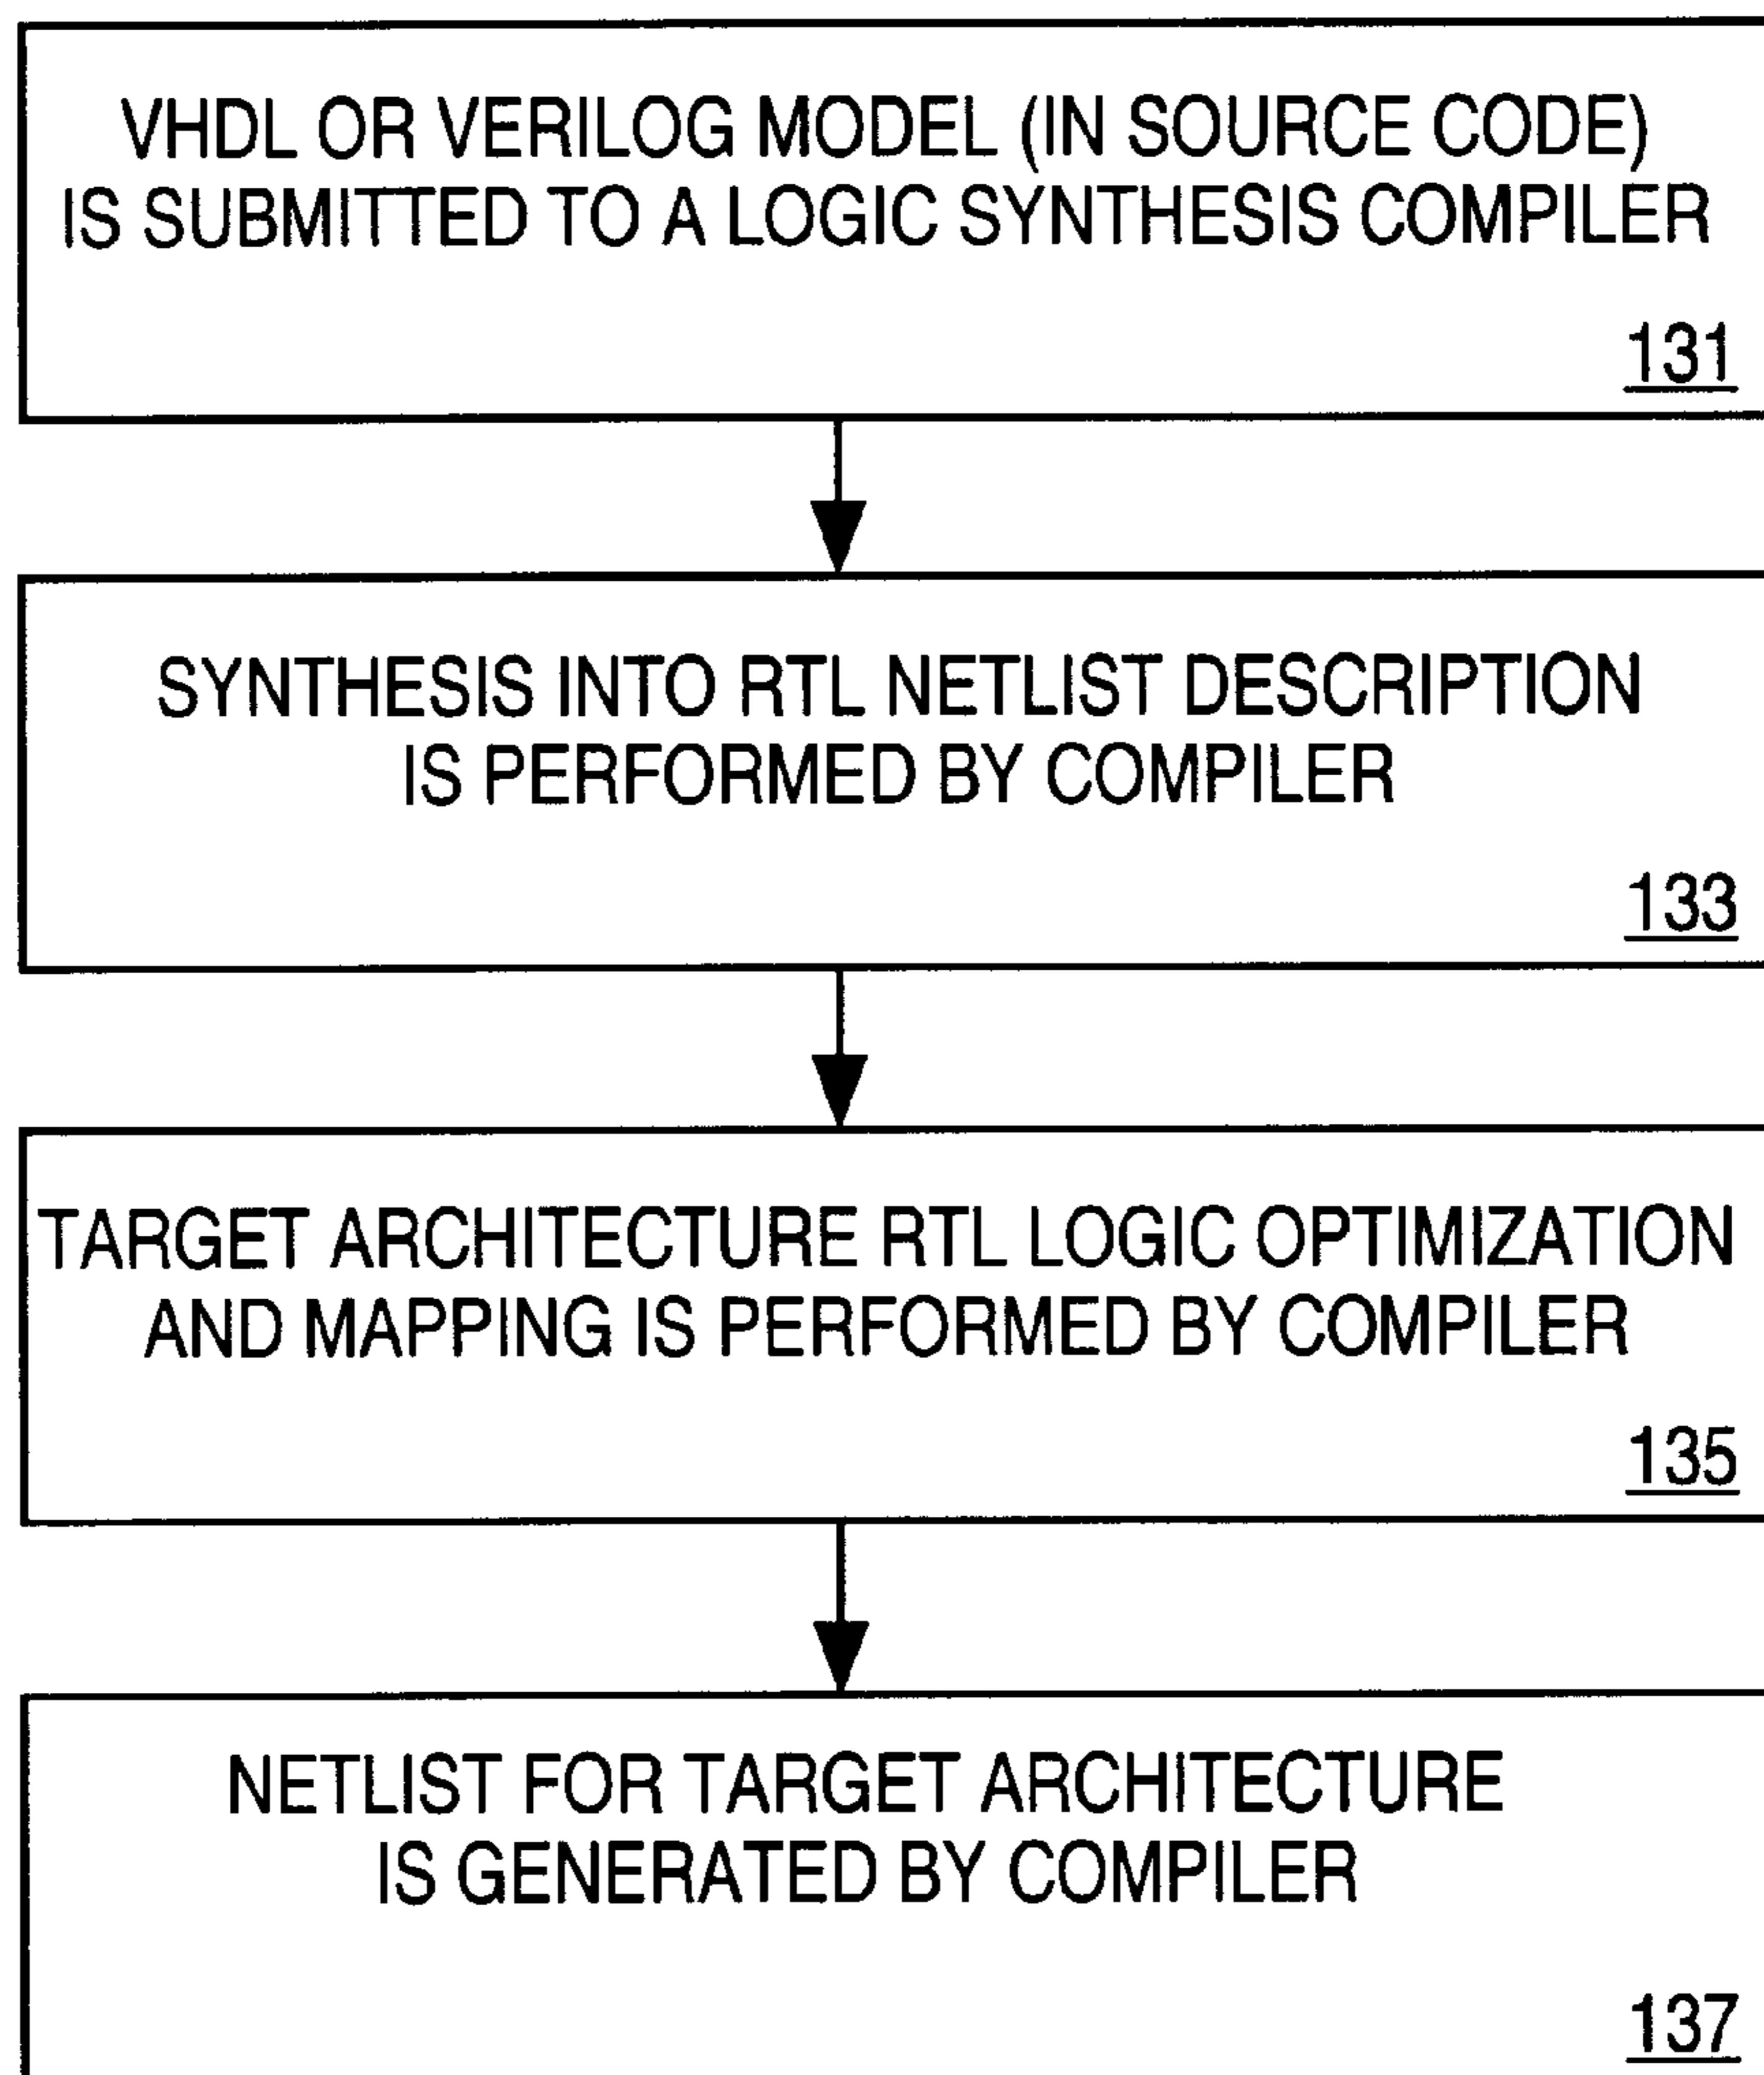 VHDL OR VERILOG MODEL (IN SOURCE CODE)
IS SUBMITTED TO A LOGIC SYNTHESIS COMPILER
131
SYNTHESIS INTO RTL NETLIST DESCRIPTION
IS PERFORMED BY COMPILER
133
TARGET ARCHITECTURE RTL LOGIC OPTIMIZATION
AND MAPPING IS PERFORMED BY COMPILER
135
NETLIST FOR TARGET ARCHITECTURE
IS GENERATED BY COMPILER
137